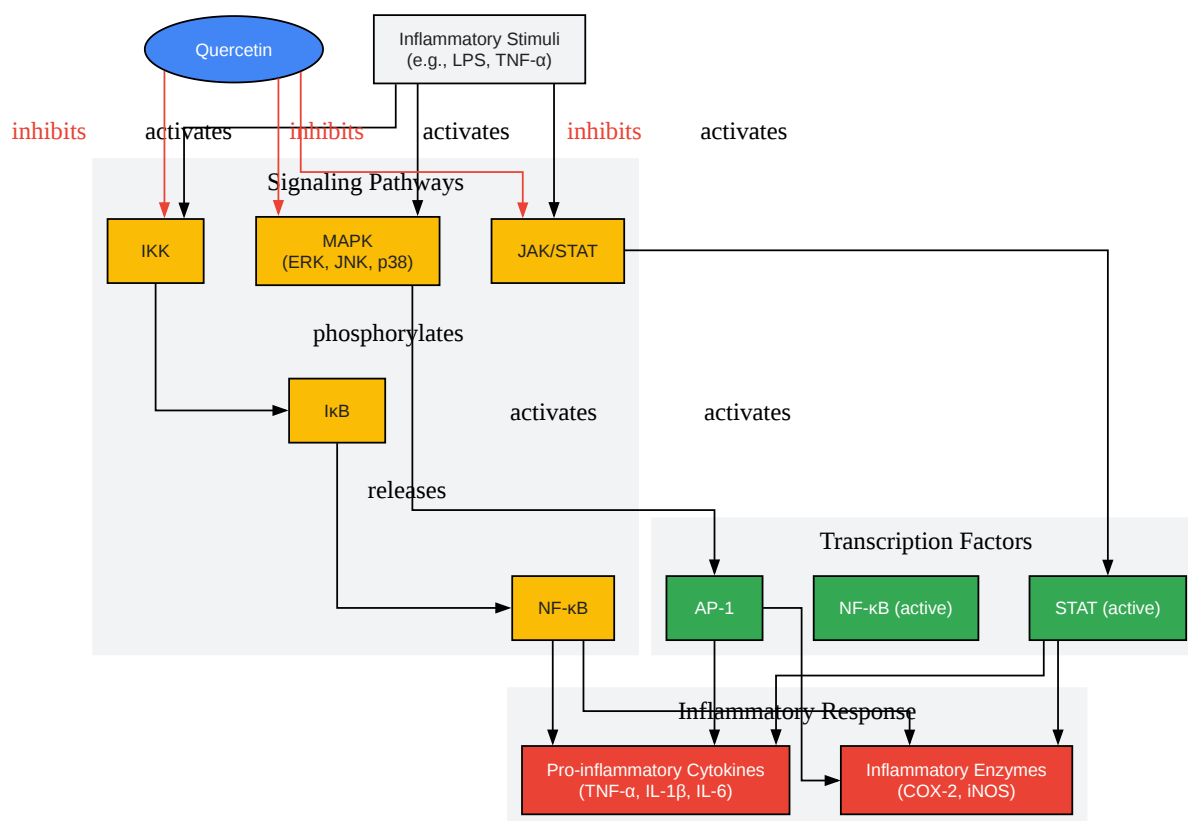 Quercetin
Inflammatory Stimuli
(e.g., LPS, TNF-α)
inhibits
activates
inhibits
activates
inhibits
activates
Signaling Pathways
IKK
MAPK
(ERK, JNK, p38)
JAK/STAT
phosphorylates
IκB
activates
activates
releases
Transcription Factors
NF-κB
AP-1
NF-κB (active)
STAT (active)
Inflammatory Response
Pro-inflammatory Cytokines
(TNF-α, IL-1β, IL-6)
Inflammatory Enzymes
(COX-2, iNOS)